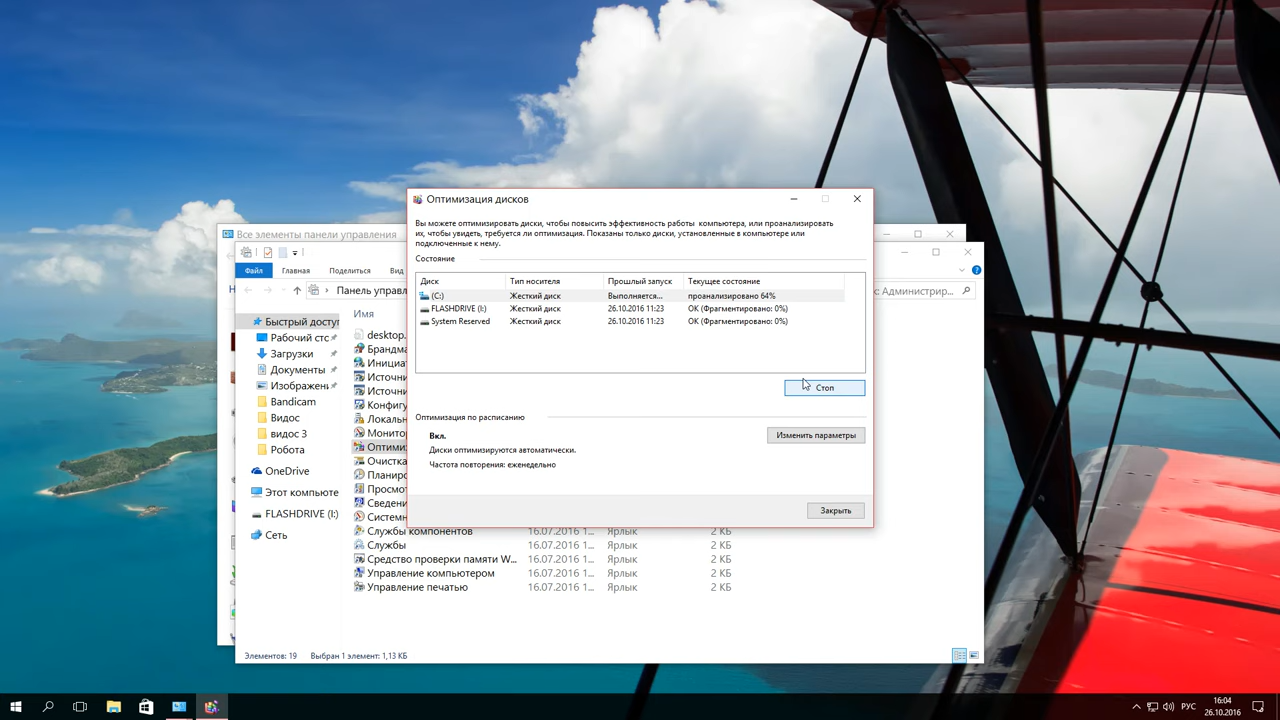 Все элементы панели управления
Файл
Главная
Поделиться
Вид
Панель управл
к: Администрир...
Быстрый доступ
Рабочий сто
Загрузки
Документы
Изображени
Bandicam
Видос
видос 3
Робота
OneDrive
Этот компьюте
FLASHDRIVE (I:)
Сеть
Имя
desktop.
Брандма
Инициат
Источни
Источни
Конфигу
Локальн
Монитор
Оптими
Очистка
Планиро
Просмот
Сведени
Системн
Службы компонентов 16.07.2016 1... Ярлык 2 КБ
Службы 16.07.2016 1... Ярлык 2 КБ
Средство проверки памяти W... 16.07.2016 1... Ярлык 2 КБ
Управление компьютером 16.07.2016 1... Ярлык 2 КБ
Управление печатью 16.07.2016 1... Ярлык 2 КБ
Элементов: 19 Выбран 1 элемент: 1,13 КБ
Оптимизация дисков
Вы можете оптимизировать диски, чтобы повысить эффективность работы компьютера, или проанализировать
их, чтобы увидеть, требуется ли оптимизация. Показаны только диски, установленные в компьютере или
подключенные к нему.
Состояние
Диск Тип носителя Прошлый запуск Текущее состояние
(C:) Жесткий диск Выполняется... проанализировано 64%
FLASHDRIVE (I:) Жесткий диск 26.10.2016 11:23 ОК (Фрагментировано: 0%)
System Reserved Жесткий диск 26.10.2016 11:23 ОК (Фрагментировано: 0%)
Стоп
Оптимизация по расписанию
Вкл.
Изменить параметры
Диски оптимизируются автоматически.
Частота повторения: еженедельно
Закрыть
РУС
16:04
26.10.2016